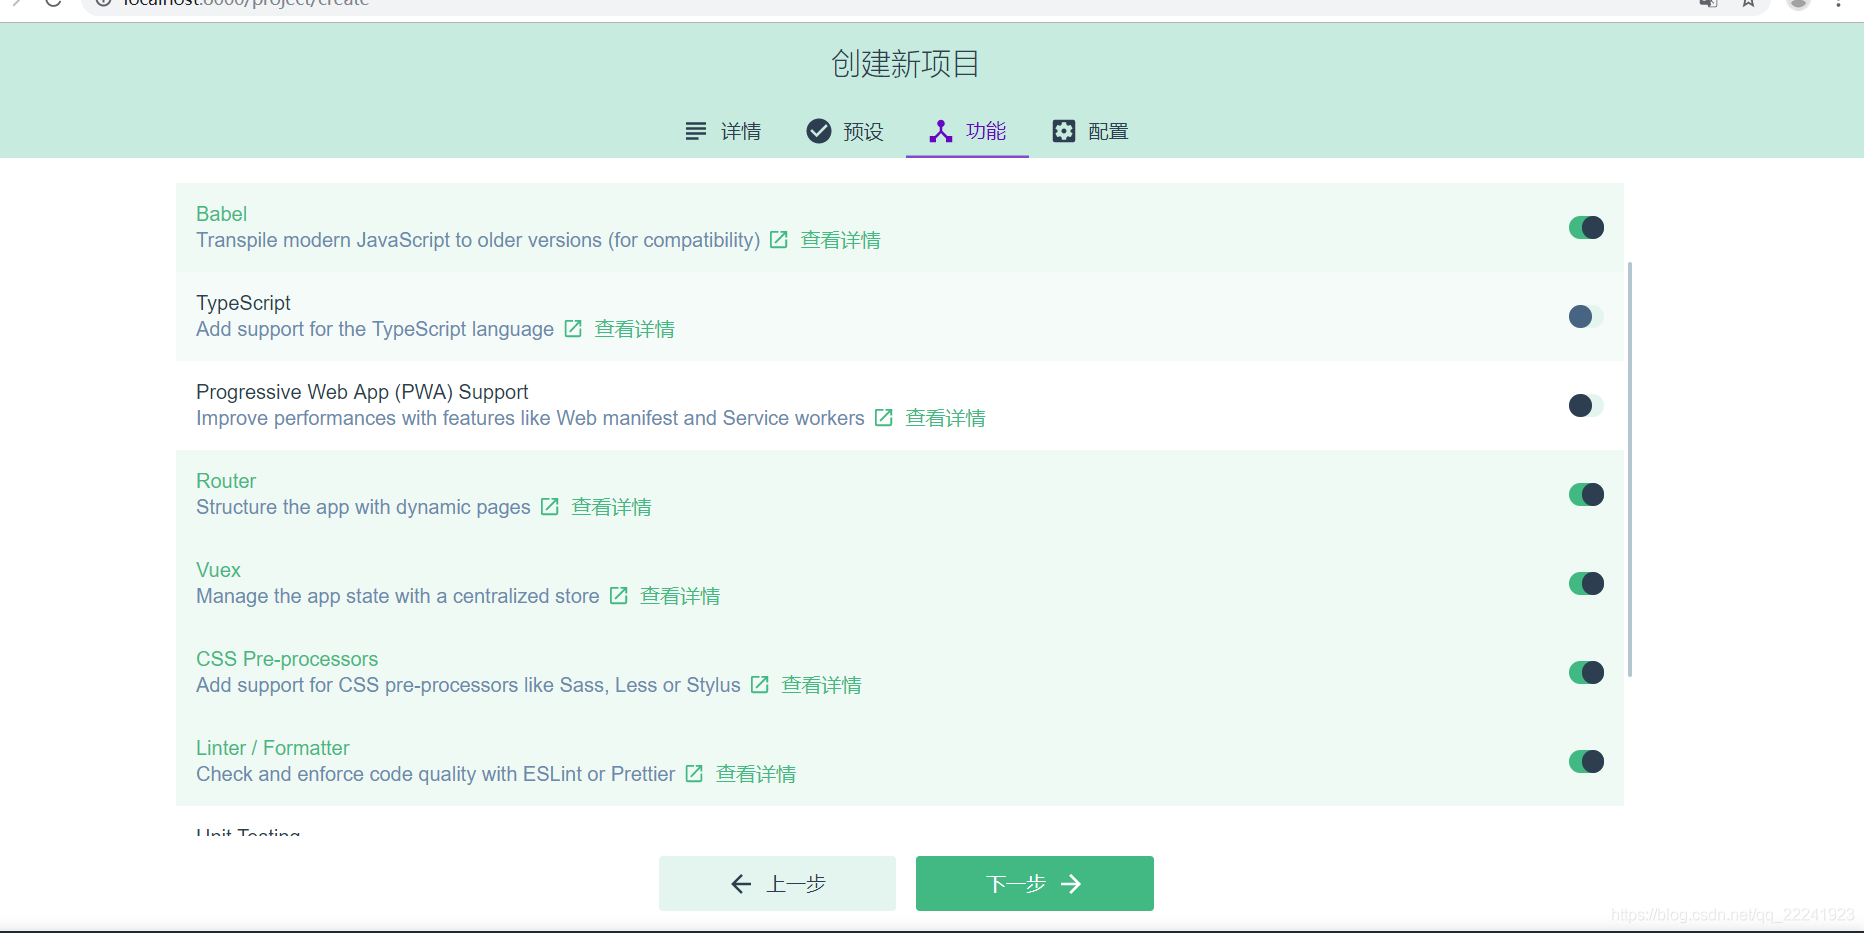 localhost:8000/project/create
创建新项目
详情 预设 功能 配置
Babel
Transpile modern JavaScript to older versions (for compatibility) 查看详情
TypeScript
Add support for the TypeScript language 查看详情
Progressive Web App (PWA) Support
Improve performances with features like Web manifest and Service workers 查看详情
Router
Structure the app with dynamic pages 查看详情
Vuex
Manage the app state with a centralized store 查看详情
CSS Pre-processors
Add support for CSS pre-processors like Sass, Less or Stylus 查看详情
Linter / Formatter
Check and enforce code quality with ESLint or Prettier 查看详情
Unit Testing
上一步 下一步
https://blog.csdn.net/qq_22241923